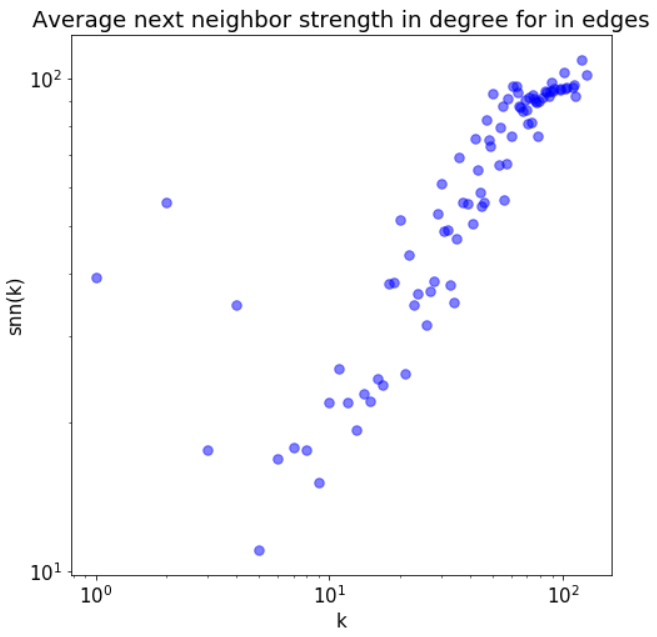 Average next neighbor strength in degree for in edges
10²
snn(k)
10¹
10⁰
10¹
10²
k